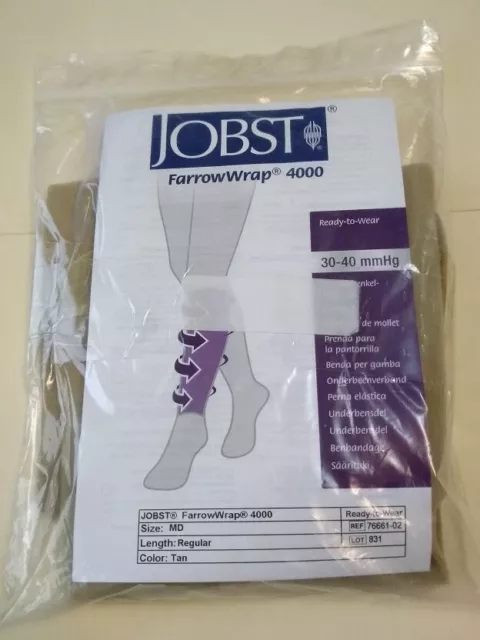 JOBST®
FarrowWrap® 4000
Ready-to-Wear
30-40 mmHg
de mollet
Prenda para
la pantorrilla
Benda per gamba
Onderbeenverband
Perna elástica
Underbensdel
Underbensdel
Benbandage
JOBST® FarrowWrap® 4000 Ready-to-Wear
Size: MD REF 76661-02
Length: Regular LOT 831
Color: Tan